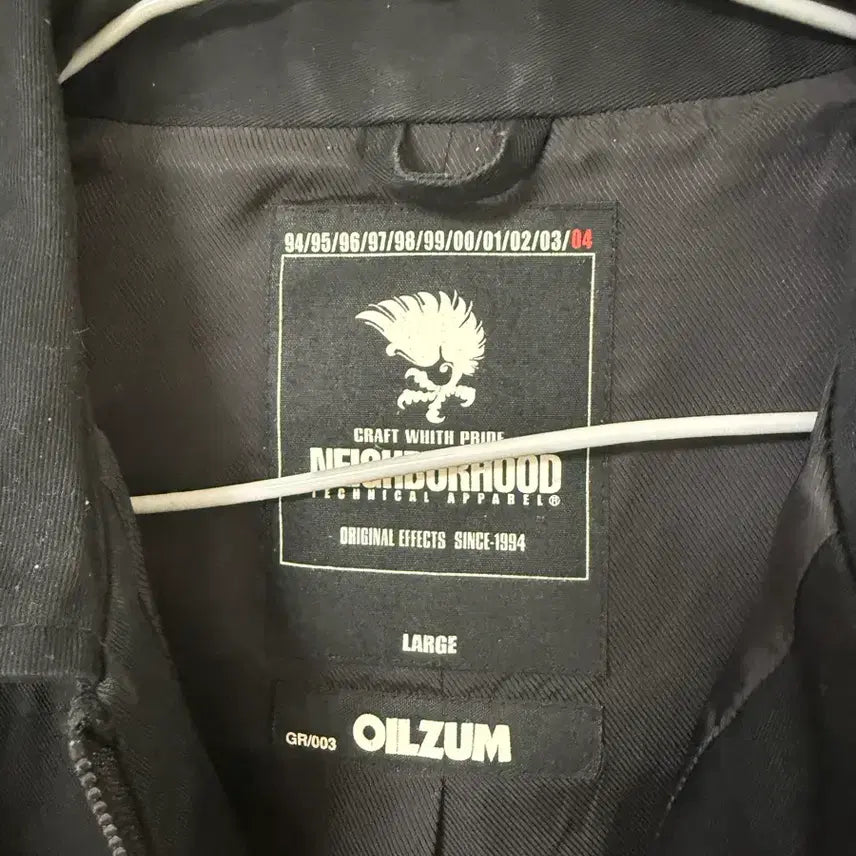 94/95/96/97/98/99/00/01/02/03/04
CRAFT WHITH PRIDE
NEIGHBORHOOD
TECHNICAL APPAREL®
ORIGINAL EFFECTS SINCE-1994
LARGE
GR/003 OILZUM